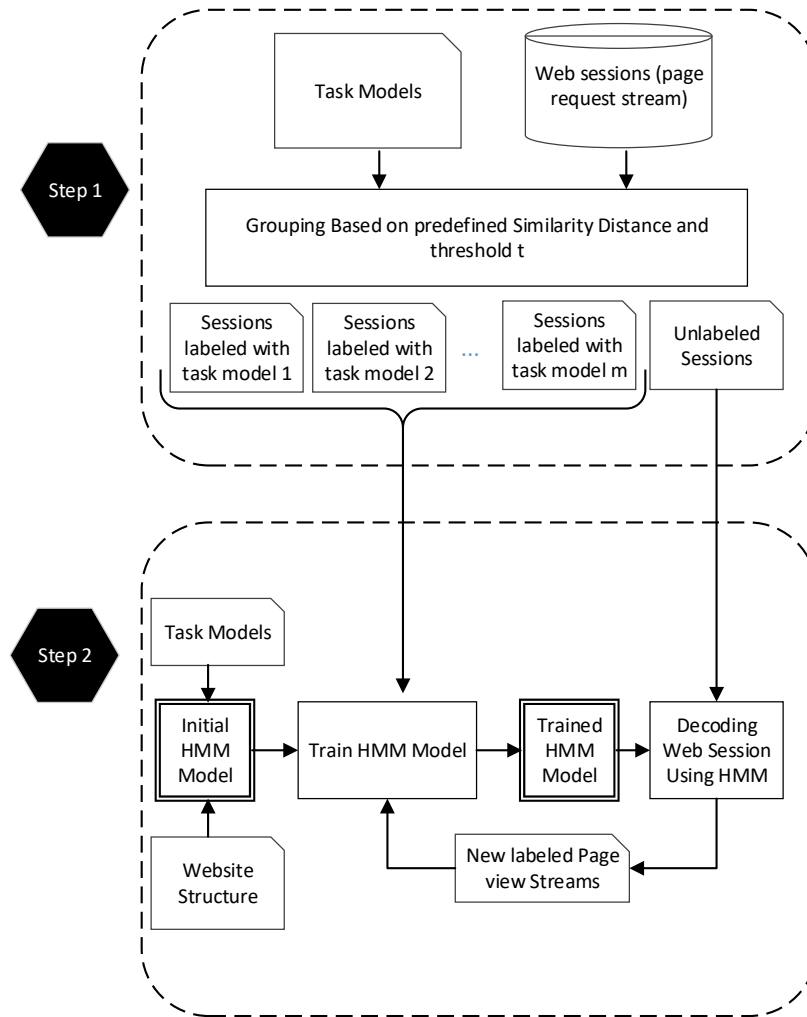 Step 1
Task Models
Web sessions (page
request stream)
Grouping Based on predefined Similarity Distance and
threshold t
Sessions
labeled with
task model 1
Sessions
labeled with
task model 2
...
Sessions
labeled with
task model m
Unlabeled
Sessions
Step 2
Task Models
Initial
HMM
Model
Train HMM Model
Trained
HMM
Model
Decoding
Web Session
Using HMM
Website
Structure
New labeled Page
view Streams